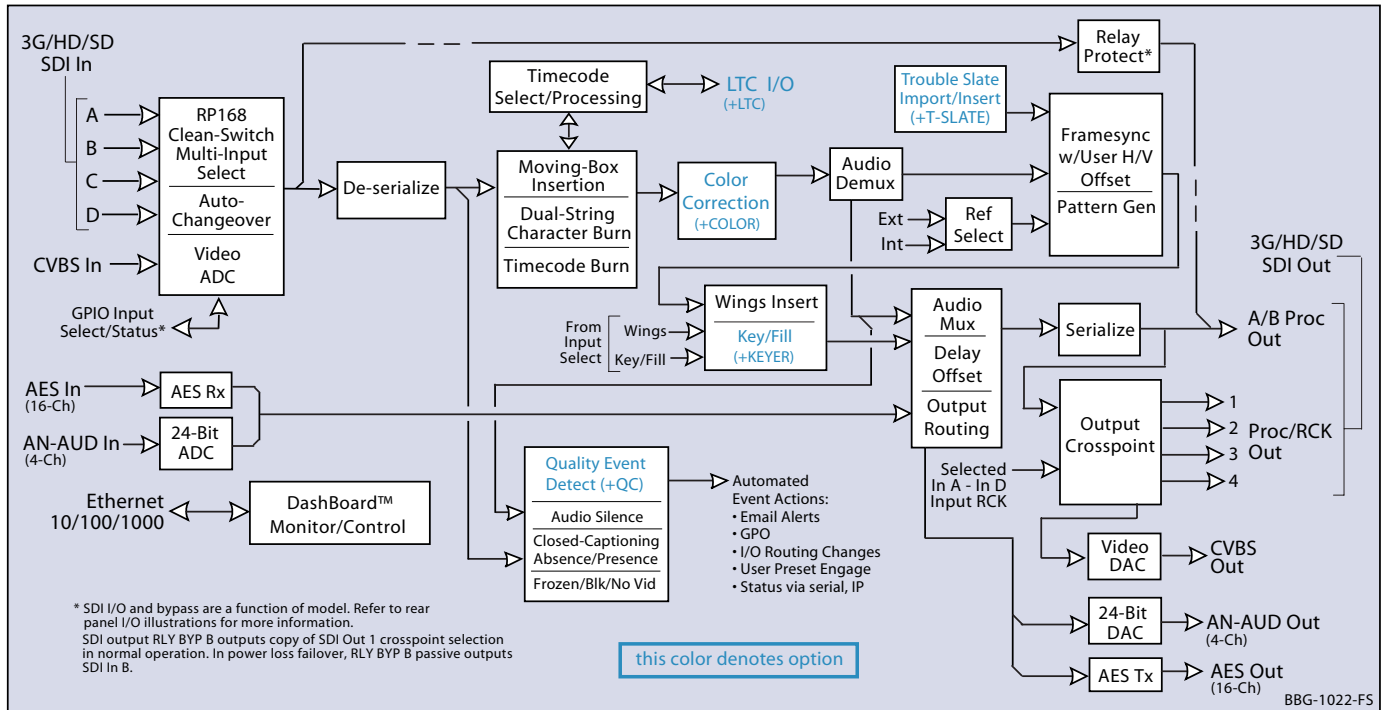 3G/HD/SD
SDI In
A
B
C
D
CVBS In
GPIO Input
Select/Status*
RP168
Clean-Switch
Multi-Input
Select
Auto-
Changeover
Video
ADC
De-serialize
Timecode
Select/Processing
LTC I/O
(+LTC)
Moving-Box
Insertion
Dual-String
Character Burn
Timecode Burn
Color
Correction
(+COLOR)
Audio
Demux
Trouble Slate
Import/Insert
(+T-SLATE)
Ext
Int
Ref
Select
Framesync
w/User H/V
Offset
Pattern Gen
Relay
Protect*
From
Input
Select
Wings
Key/Fill
Wings Insert
Key/Fill
(+KEYER)
Audio
Mux
Delay
Offset
Output
Routing
Serialize
3G/HD/SD
SDI Out
A/B Proc
Out
AES In
(16-Ch)
AES Rx
AN-AUD In
(4-Ch)
24-Bit
ADC
Ethernet
10/100/1000
DashBoard™
Monitor/Control
Quality Event
Detect (+QC)
Audio Silence
Closed-Captioning
Absence/Presence
Frozen/Blk/No Vid
Automated
Event Actions:
• Email Alerts
• GPO
• I/O Routing Changes
• User Preset Engage
• Status via serial, IP
Selected
In A - In D
Input RCK
Output
Crosspoint
1
2
3
4
Proc/RCK
Out
Video
DAC
CVBS
Out
24-Bit
DAC
AN-AUD Out
(4-Ch)
AES Tx
AES Out
(16-Ch)
* SDI I/O and bypass are a function of model. Refer to rear
panel I/O illustrations for more information.
SDI output RLY BYP B outputs copy of SDI Out 1 crosspoint selection
in normal operation. In power loss failover, RLY BYP B passive outputs
SDI In B.
this color denotes option
BBG-1022-FS